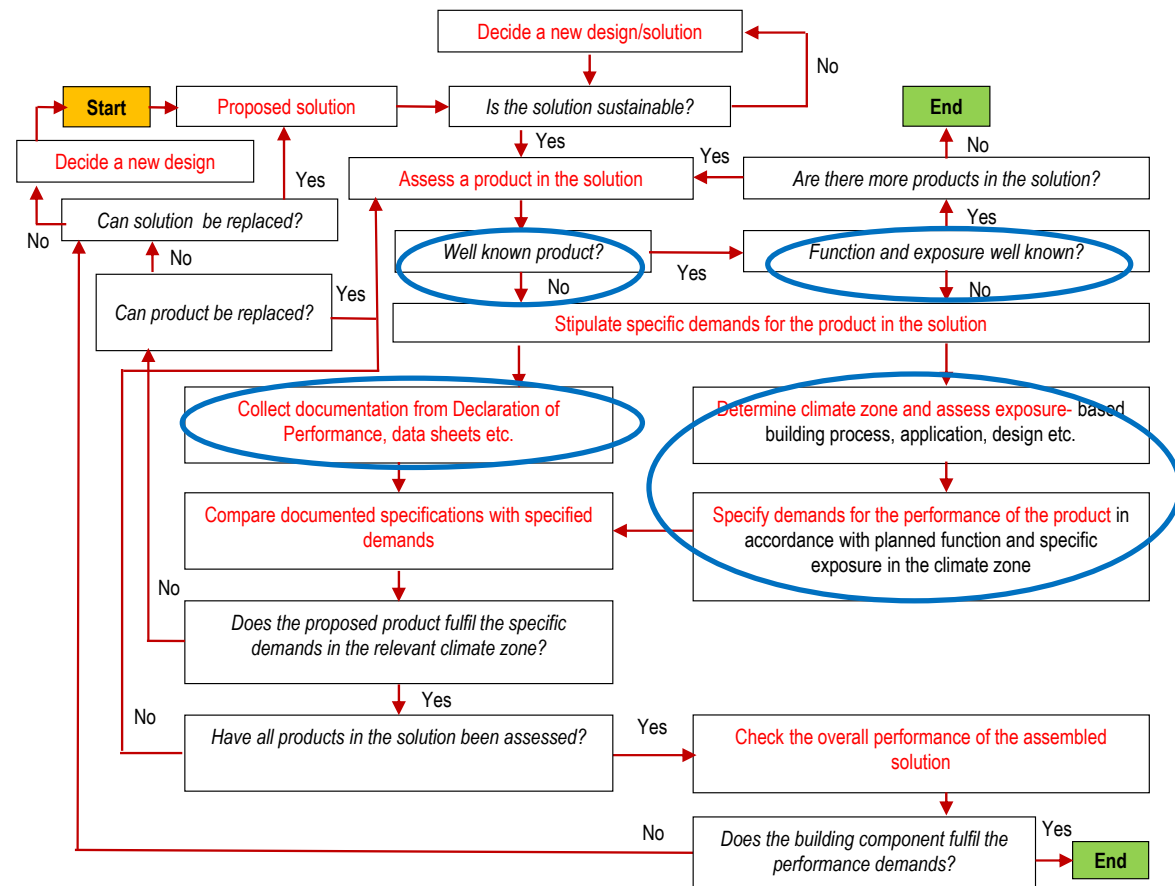 Decide a new design/solution
No
Start
Proposed solution
Is the solution sustainable?
End
Decide a new design
Yes
Yes
Yes
No
Assess a product in the solution
Are there more products in the solution?
Can solution be replaced?
No
No
Well known product?
Yes
Yes
Function and exposure well known?
No
No
Can product be replaced?
Yes
Stipulate specific demands for the product in the solution
Collect documentation from Declaration of
Performance, data sheets etc.
Determine climate zone and assess exposure- based
building process, application, design etc.
Compare documented specifications with specified
demands
Specify demands for the performance of the product in
accordance with planned function and specific
exposure in the climate zone
No
Does the proposed product fulfil the specific
demands in the relevant climate zone?
Yes
No
Have all products in the solution been assessed?
Yes
Check the overall performance of the assembled
solution
No
Does the building component fulfil the
performance demands?
Yes
End